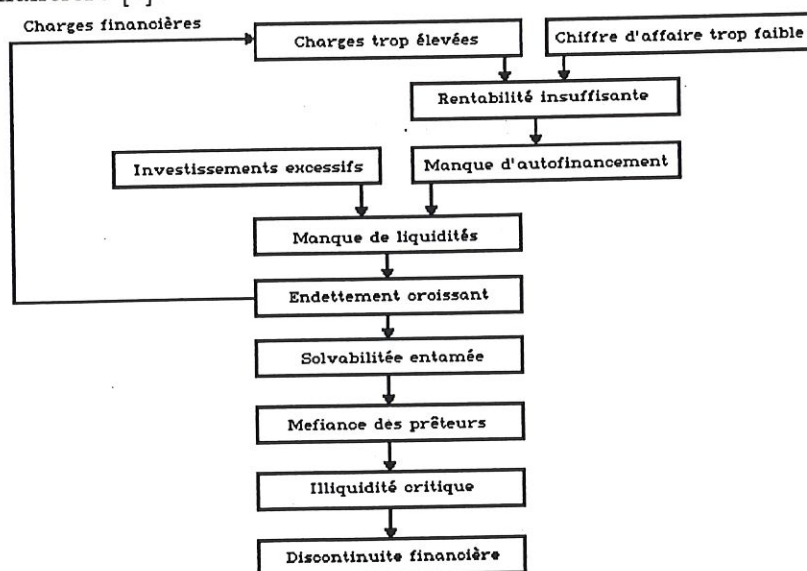 Charges financières
Charges trop élevées
Chiffre d'affaire trop faible
Rentabilité insuffisante
Investissements excessifs
Manque d'autofinancement
Manque de liquidités
Endettement croissant
Solvabilitée entamée
Mefiance des prêteurs
Illiquidité critique
Discontinuite financière